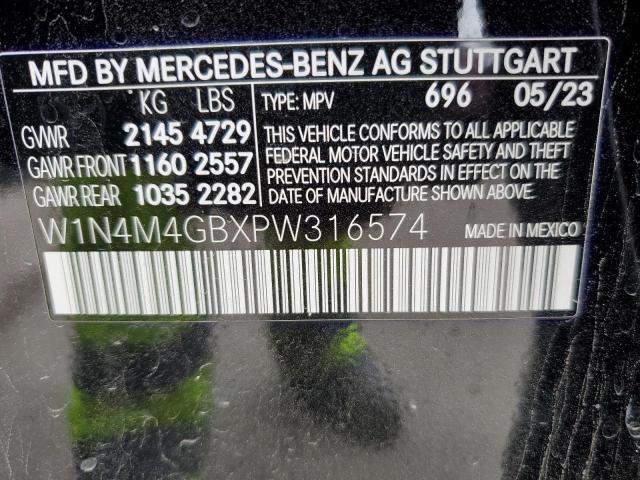 MFD BY MERCEDES-BENZ AG STUTTGART
KG LBS TYPE: MPV 696 05/23
GVWR 2145 4729
GAWR FRONT 1160 2557
GAWR REAR 1035 2282
THIS VEHICLE CONFORMS TO ALL APPLICABLE
FEDERAL MOTOR VEHICLE SAFETY AND THEFT
PREVENTION STANDARDS IN EFFECT ON THE
DATE OF MANUFACTURE SHOWN ABOVE.
W1N4M4GBXPW316574 MADE IN MEXICO